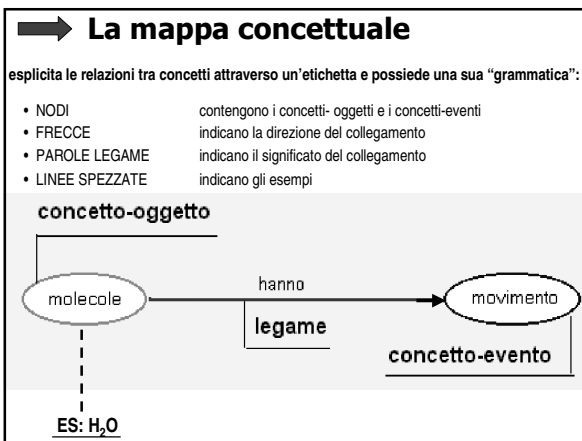 La mappa concettuale
esplicita le relazioni tra concetti attraverso un'etichetta e possiede una sua “grammatica”:
• NODI contengono i concetti- oggetti e i concetti-eventi
• FRECCE indicano la direzione del collegamento
• PAROLE LEGAME indicano il significato del collegamento
• LINEE SPEZZATE indicano gli esempi
concetto-oggetto
molecole hanno movimento
legame
concetto-evento
ES: H₂O